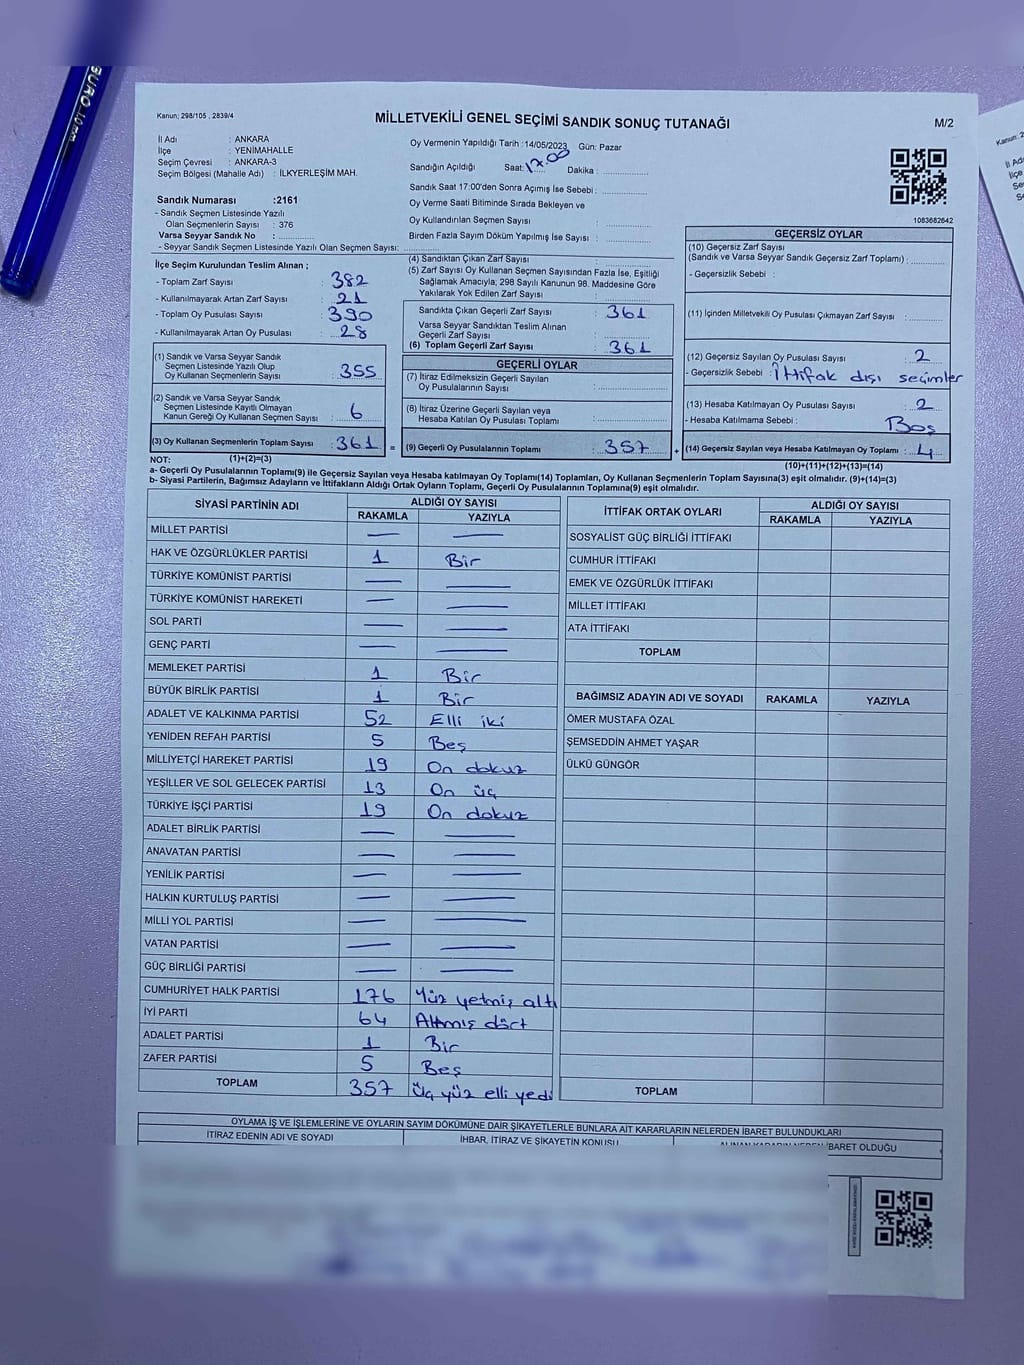 BURO 1.0
Kanun; 298/105 , 2839/4
MİLLETVEKİLİ GENEL SEÇİMİ SANDIK SONUÇ TUTANAĞI
M/2
İl Adı : ANKARA
İlçe : YENİMAHALLE
Seçim Çevresi : ANKARA-3
Seçim Bölgesi (Mahalle Adı) : İLKYERLEŞİM MAH.
Sandık Numarası :2161
- Sandık Seçmen Listesinde Yazılı
Olan Seçmenlerin Sayısı : 376
Varsa Seyyar Sandık No :
- Seyyar Sandık Seçmen Listesinde Yazılı Olan Seçmen Sayısı:
Oy Vermenin Yapıldığı Tarih :14/05/2023 Gün: Pazar
Sandığın Açıldığı Saat: 17.00 Dakika :
Sandık Saat 17:00'den Sonra Açımış İse Sebebi :
Oy Verme Saati Bitiminde Sırada Bekleyen ve
Oy Kullandırılan Seçmen Sayısı :
Birden Fazla Sayım Döküm Yapılmış İse Sayısı :
1083682642
İlçe Seçim Kurulundan Teslim Alınan ;
- Toplam Zarf Sayısı : 382
- Kullanılmayarak Artan Zarf Sayısı : 21
- Toplam Oy Pusulası Sayısı : 390
- Kullanılmayarak Artan Oy Pusulası : 28
(1) Sandık ve Varsa Seyyar Sandık
Seçmen Listesinde Yazılı Olup
Oy Kullanan Seçmenlerin Sayısı : 355
(2) Sandık ve Varsa Seyyar Sandık
Seçmen Listesinde Kayıtlı Olmayan
Kanun Gereği Oy Kullanan Seçmen Sayısı : 6
(3) Oy Kullanan Seçmenlerin Toplam Sayısı : 361 =
(4) Sandıktan Çıkan Zarf Sayısı :
(5) Zarf Sayısı Oy Kullanan Seçmen Sayısından Fazla İse, Eşitliği
Sağlamak Amacıyla, 298 Sayılı Kanunun 98. Maddesine Göre
Yakılarak Yok Edilen Zarf Sayısı :
Sandıkta Çıkan Geçerli Zarf Sayısı : 361
Varsa Seyyar Sandıktan Teslim Alınan
Geçerli Zarf Sayısı :
(6) Toplam Geçerli Zarf Sayısı : 361
GEÇERLİ OYLAR
(7) İtiraz Edilmeksizin Geçerli Sayılan
Oy Pusulalarının Sayısı :
(8) İtiraz Üzerine Geçerli Sayılan veya
Hesaba Katılan Oy Pusulaları Toplamı :
(9) Geçerli Oy Pusulalarının Toplamı : 357 +
GEÇERSİZ OYLAR
(10) Geçersiz Zarf Sayısı
(Sandık ve Varsa Seyyar Sandık Geçersiz Zarf Toplamı) :
- Geçersizlik Sebebi :
(11) İçinden Milletvekili Oy Pusulası Çıkmayan Zarf Sayısı :
(12) Geçersiz Sayılan Oy Pusulası Sayısı : 2
- Geçersizlik Sebebi : İttifak dışı seçimler
(13) Hesaba Katılmayan Oy Pusulası Sayısı : 2
- Hesaba Katılmama Sebebi : Boş
(14) Geçersiz Sayılan veya Hesaba Katılmayan Oy Toplamı : 4
NOT: (1)+(2)=(3) (10)+(11)+(12)+(13)=(14)
a- Geçerli Oy Pusulalarının Toplamı(9) ile Geçersiz Sayılan veya Hesaba katılmayan Oy Toplamı(14) Toplamları, Oy Kullanan Seçmenlerin Toplam Sayısına(3) eşit olmalıdır. (9)+(14)=(3)
b- Siyasi Partilerin, Bağımsız Adayların ve İttifakların Aldığı Ortak Oyların Toplamı, Geçerli Oy Pusulalarının Toplamına(9) eşit olmalıdır.
SİYASİ PARTİNİN ADI ALDIĞI OY SAYISI
RAKAMLA YAZIYLA
MİLLET PARTİSİ — —
HAK VE ÖZGÜRLÜKLER PARTİSİ 1 Bir
TÜRKİYE KOMÜNİST PARTİSİ — —
TÜRKİYE KOMÜNİST HAREKETİ — —
SOL PARTİ — —
GENÇ PARTİ — —
MEMLEKET PARTİSİ 1 Bir
BÜYÜK BİRLİK PARTİSİ 1 Bir
ADALET VE KALKINMA PARTİSİ 52 Elli iki
YENİDEN REFAH PARTİSİ 5 Beş
MİLLİYETÇİ HAREKET PARTİSİ 19 On dokuz
YEŞİLLER VE SOL GELECEK PARTİSİ 13 On üç
TÜRKİYE İŞÇİ PARTİSİ 19 On dokuz
ADALET BİRLİK PARTİSİ — —
ANAVATAN PARTİSİ — —
YENİLİK PARTİSİ — —
HALKIN KURTULUŞ PARTİSİ — —
MİLLİ YOL PARTİSİ — —
VATAN PARTİSİ — —
GÜÇ BİRLİĞİ PARTİSİ — —
CUMHURİYET HALK PARTİSİ 176 Yüz yetmiş altı
İYİ PARTİ 64 Altmış dört
ADALET PARTİSİ 1 Bir
ZAFER PARTİSİ 5 Beş
TOPLAM 357 Üç yüz elli yedi
İTTİFAK ORTAK OYLARI ALDIĞI OY SAYISI
RAKAMLA YAZIYLA
SOSYALİST GÜÇ BİRLİĞİ İTTİFAKI
CUMHUR İTTİFAKI
EMEK VE ÖZGÜRLÜK İTTİFAKI
MİLLET İTTİFAKI
ATA İTTİFAKI
TOPLAM
BAĞIMSIZ ADAYIN ADI VE SOYADI RAKAMLA YAZIYLA
ÖMER MUSTAFA ÖZAL
ŞEMSEDDİN AHMET YAŞAR
ÜLKÜ GÜNGÖR
TOPLAM
OYLAMA İŞ VE İŞLEMLERİNE VE OYLARIN SAYIM DÖKÜMÜNE DAİR ŞİKAYETLERLE BUNLARA AİT KARARLARIN NELERDEN İBARET BULUNDUKLARI
İTİRAZ EDENİN ADI VE SOYADI İHBAR, İTİRAZ VE ŞİKAYETİN KONUSU ALINAN KARARIN NEDEN İBARET OLDUĞU